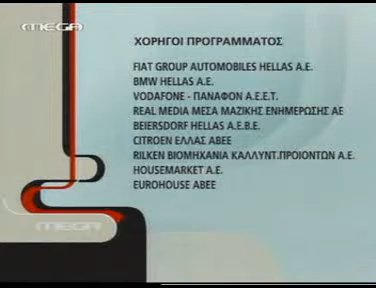 MEGA
ΧΟΡΗΓΟΙ ΠΡΟΓΡΑΜΜΑΤΟΣ
FIAT GROUP AUTOMOBILES HELLAS A.E.
BMW HELLAS A.E.
VODAFONE - ΠΑΝΑΦΟΝ Α.Ε.Ε.Τ.
REAL MEDIA ΜΕΣΑ ΜΑΖΙΚΗΣ ΕΝΗΜΕΡΩΣΗΣ ΑΕ
BEIERSDORF HELLAS Α.Ε.Β.Ε.
CITROEN ΕΛΛΑΣ ΑΒΕΕ
RILKEN ΒΙΟΜΗΧΑΝΙΑ ΚΑΛΛΥΝΤ.ΠΡΟΙΟΝΤΩΝ Α.Ε.
HOUSEMARKET A.E.
EUROHOUSE ΑΒΕΕ
MEGA